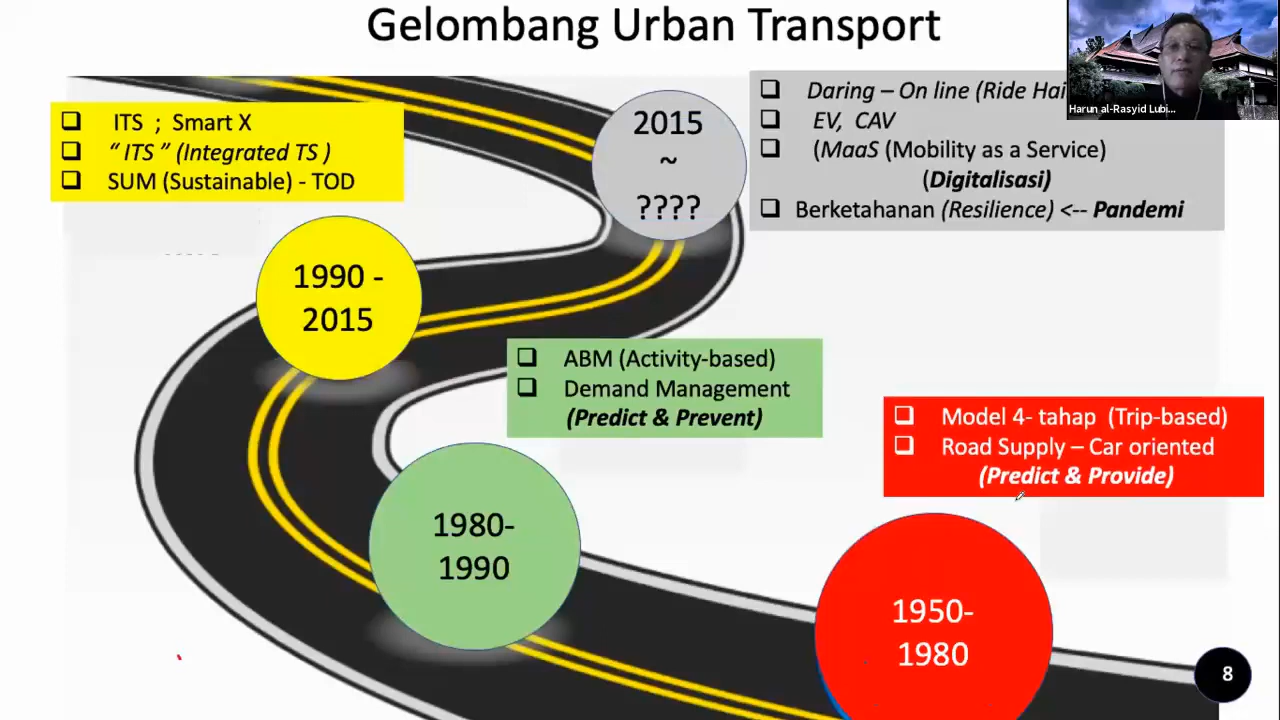 Gelombang Urban Transport
Harun al-Rasyid Lubi...
ITS ; Smart X
“ ITS ” (Integrated TS )
SUM (Sustainable) - TOD
2015
~
????
Daring – On line (Ride Hai
EV, CAV
(MaaS (Mobility as a Service)
(Digitalisasi)
Berketahanan (Resilience) <-- Pandemi
1990 -
2015
ABM (Activity-based)
Demand Management
(Predict & Prevent)
1980-
1990
Model 4- tahap (Trip-based)
Road Supply – Car oriented
(Predict & Provide)
1950-
1980
8